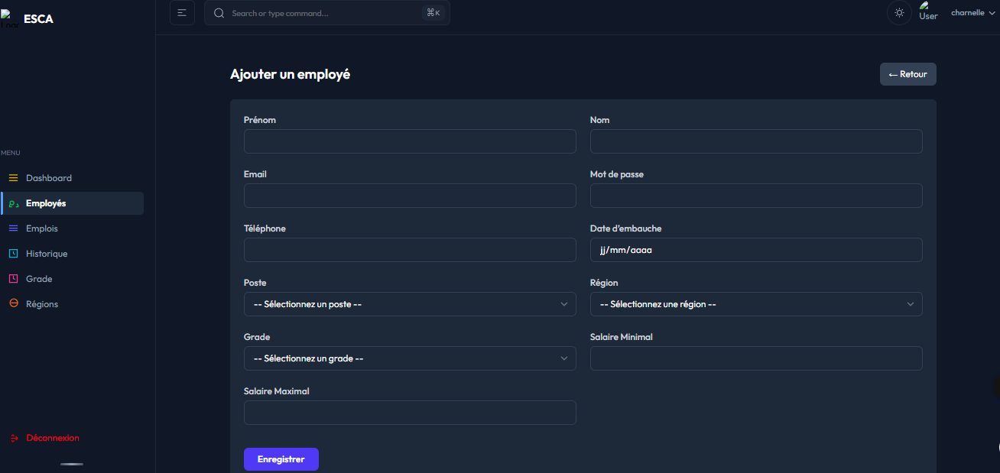 ESCA
Search or type command...
⌘K
User
charnelle
MENU
Dashboard
Employés
Emplois
Historique
Grade
Régions
Déconnexion
Ajouter un employé
← Retour
Prénom
Nom
Email
Mot de passe
Téléphone
Date d'embauche
jj/mm/aaaa
Poste
-- Sélectionnez un poste --
Région
-- Sélectionnez une région --
Grade
-- Sélectionnez un grade --
Salaire Minimal
Salaire Maximal
Enregistrer